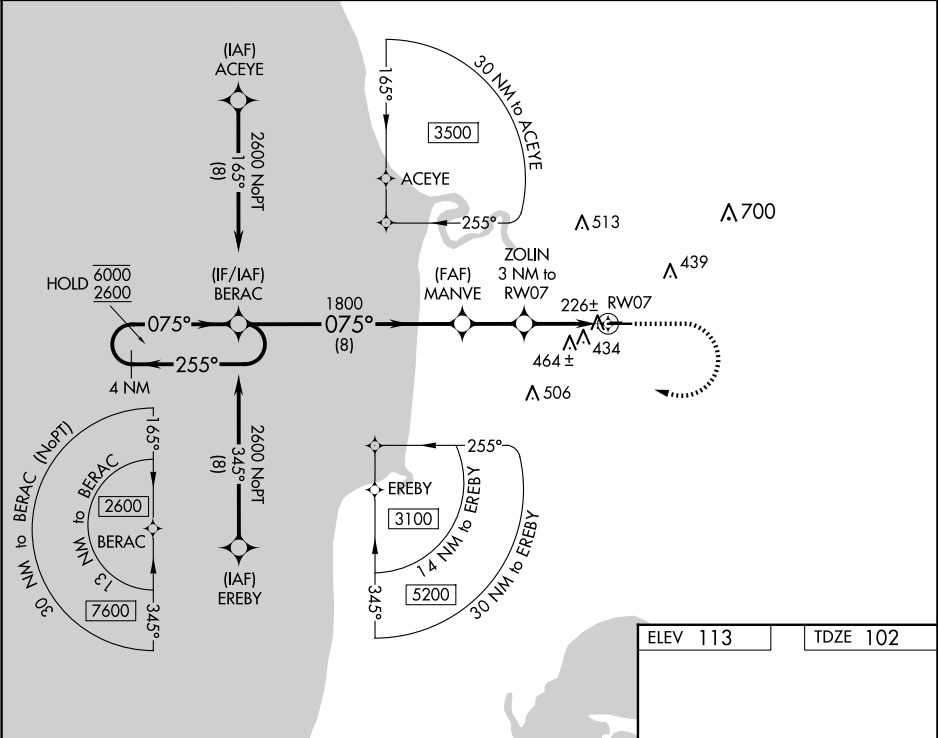 (IAF)
ACEYE
2600 NoPT
165°
(8)
165°
30 NM to ACEYE
3500
ACEYE
255°
513
700
439
HOLD 6000
2600
(IF/IAF)
BERAC
1800
075°
075°
(8)
255°
4 NM
(FAF)
MANVE
ZOLIN
3 NM to
RW07
226±
RW07
464 ±
434
506
2600 NoPT
345°
(8)
(IAF)
EREBY
30 NM to BERAC (NoPT)
13 NM to BERAC
165°
2600
BERAC
7600
345°
255°
EREBY
3100
14 NM to EREBY
5200
30 NM to EREBY
345°
ELEV 113
TDZE 102